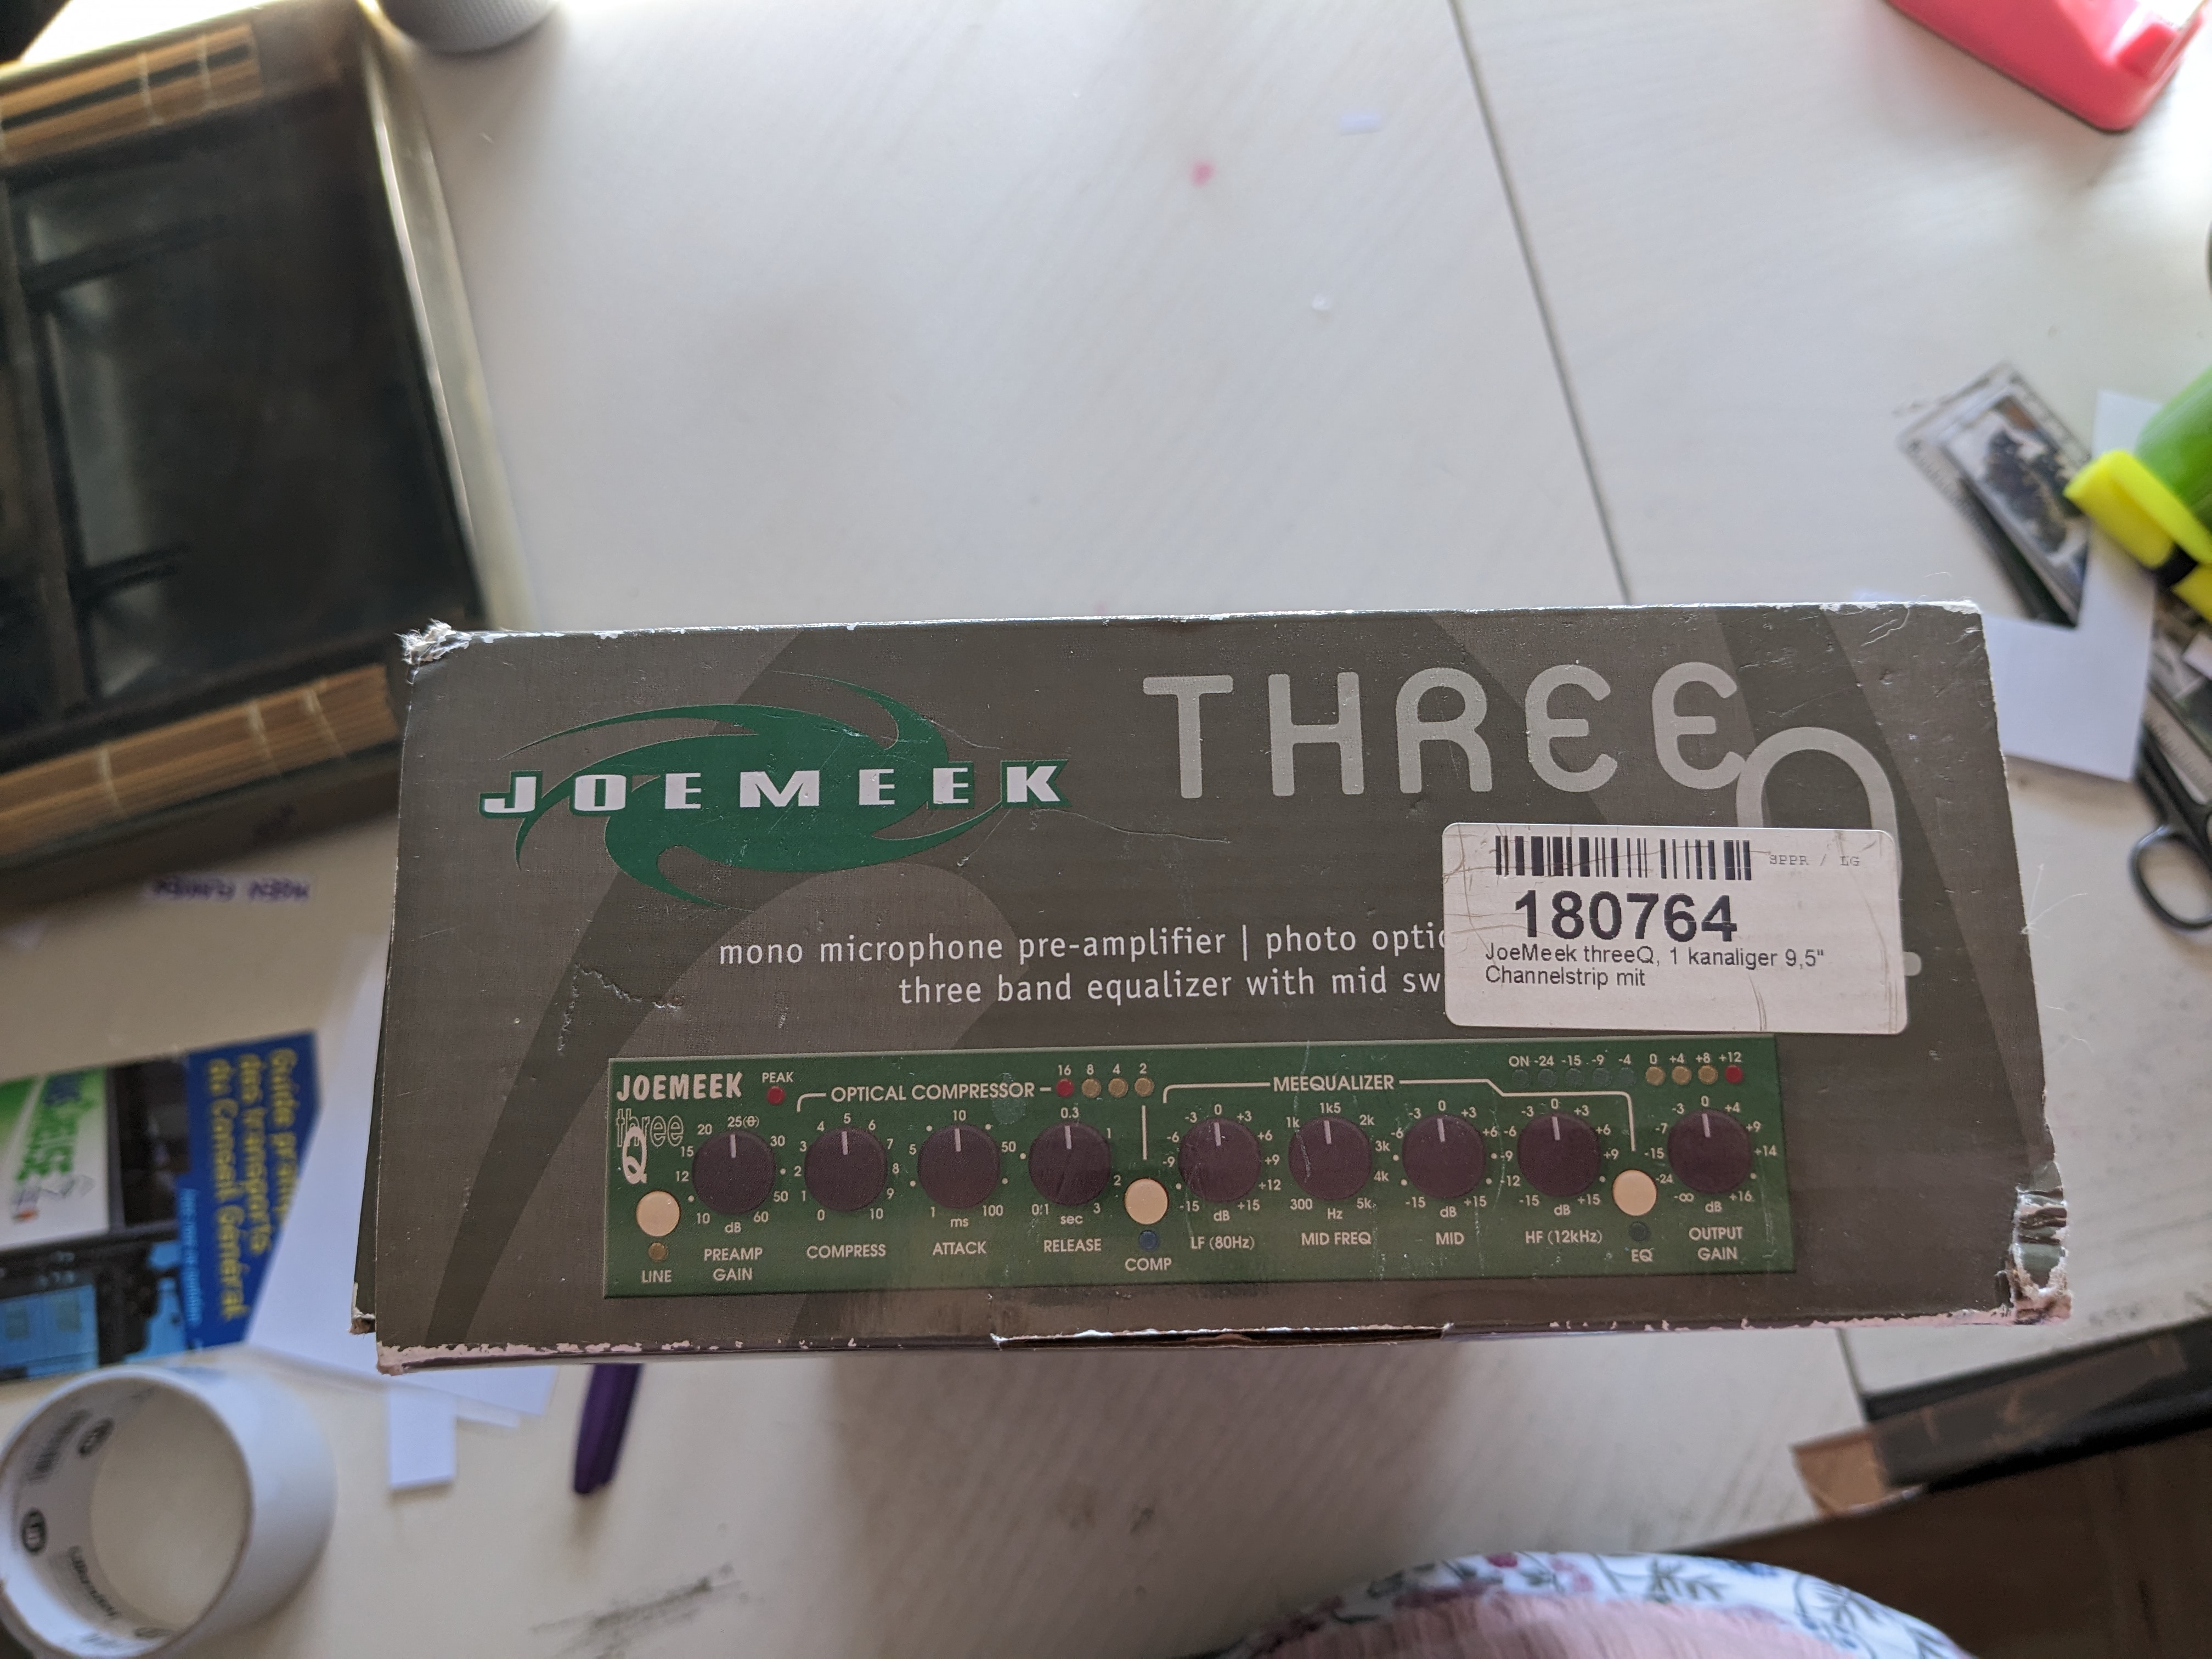 JOEMEEK
THREE
Q
3PPR / LG
180764
JoeMeek threeQ, 1 kanaliger 9,5"
Channelstrip mit
mono microphone pre-amplifier | photo
three band equalizer with mid
JOEMEEK
three
Q
PEAK
OPTICAL COMPRESSOR
16 8 4 2
MEEQUALIZER
ON -24 -15 -9 -4 0 +4 +8 +12
10 12 15 20 25(θ) 30 50 60
dB
0 1 2 3 4 5 6 7 8 9 10
1 5 10 50 100
ms
0.1 0.3 1 2 3
sec
-15 -9 -6 -3 0 +3 +6 +9 +12 +15
dB
300 1k 1k5 2k 3k 4k 5k
Hz
-15 -6 -3 0 +3 +6 +15
dB
-15 -12 -9 -6 -3 0 +3 +6 +9 +15
dB
-∞ -24 -15 -7 -3 0 +4 +9 +14 +16
dB
LINE
PREAMP
GAIN
COMPRESS
ATTACK
RELEASE
COMP
LF (80Hz)
MID FREQ
MID
HF (12kHz)
EQ
OUTPUT
GAIN
Guide
des transports
du Conseil Général